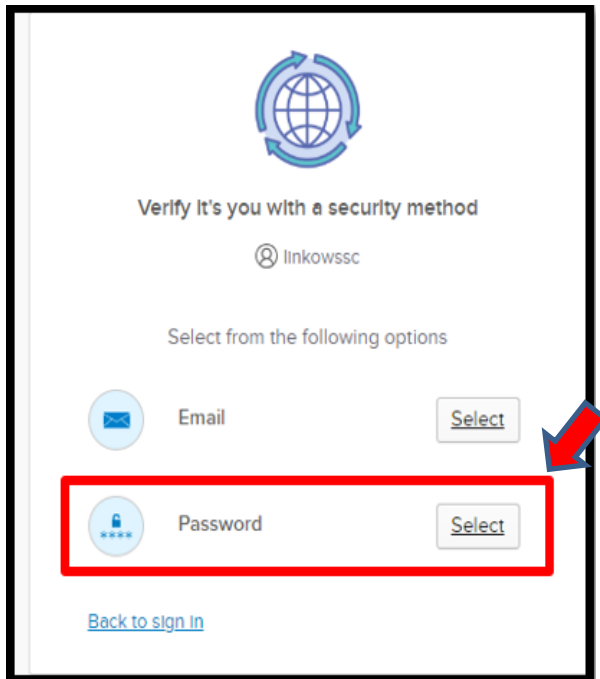 Verify it's you with a security method
linkowssc
Select from the following options
Email Select
Password Select
****
Back to sign in